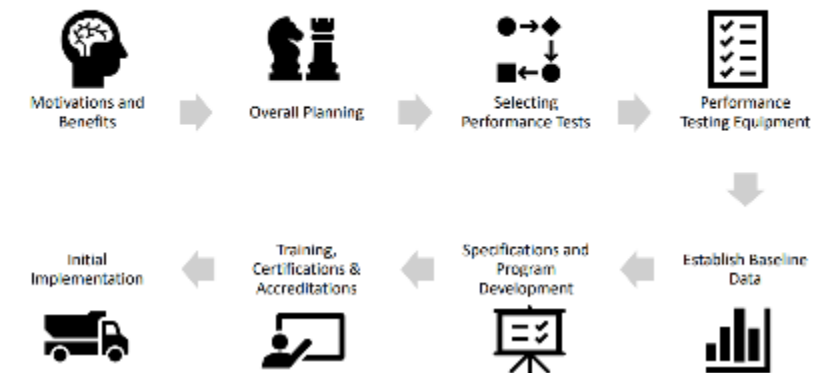 Motivations and
Benefits
Overall Planning
Selecting
Performance Tests
Performance
Testing Equipment
Establish Baseline
Data
Specifications and
Program
Development
Training,
Certifications &
Accreditations
Initial
Implementation